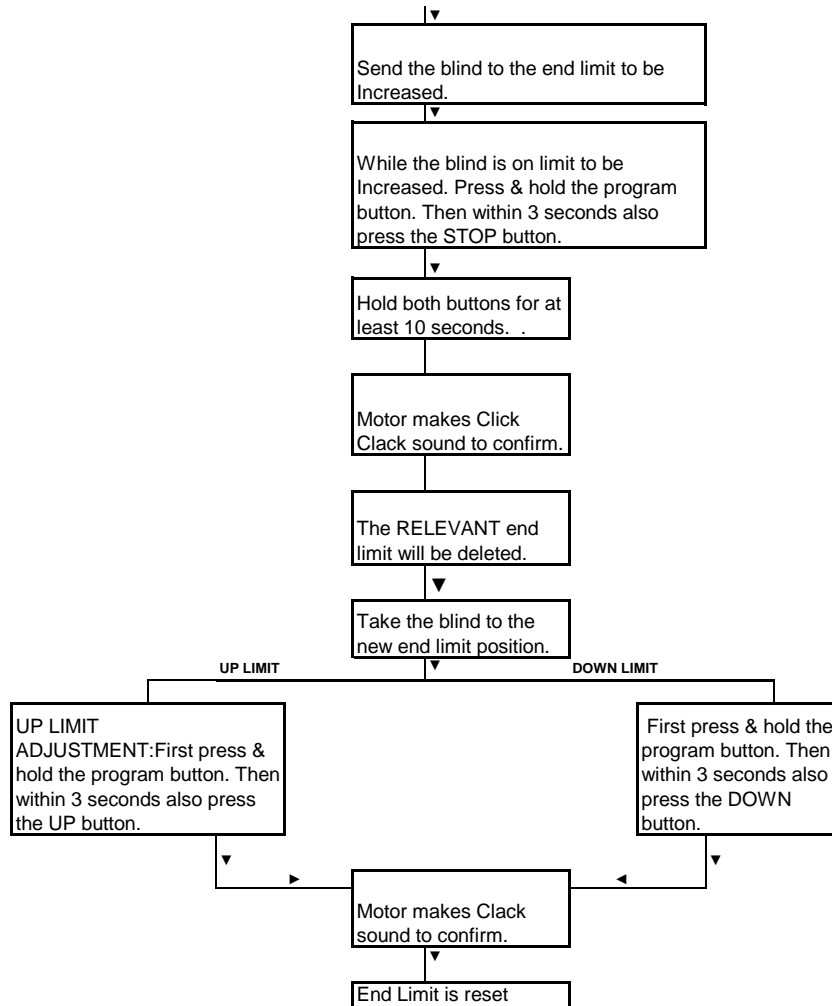 Send the blind to the end limit to be
Increased.
While the blind is on limit to be
Increased. Press & hold the program
button. Then within 3 seconds also
press the STOP button.
Hold both buttons for at
least 10 seconds. .
Motor makes Click
Clack sound to confirm.
The RELEVANT end
limit will be deleted.
Take the blind to the
new end limit position.
UP LIMIT
DOWN LIMIT
UP LIMIT
ADJUSTMENT:First press &
hold the program button. Then
within 3 seconds also press
the UP button.
First press & hold the
program button. Then
within 3 seconds also
press the DOWN
button.
Motor makes Clack
sound to confirm.
End Limit is reset